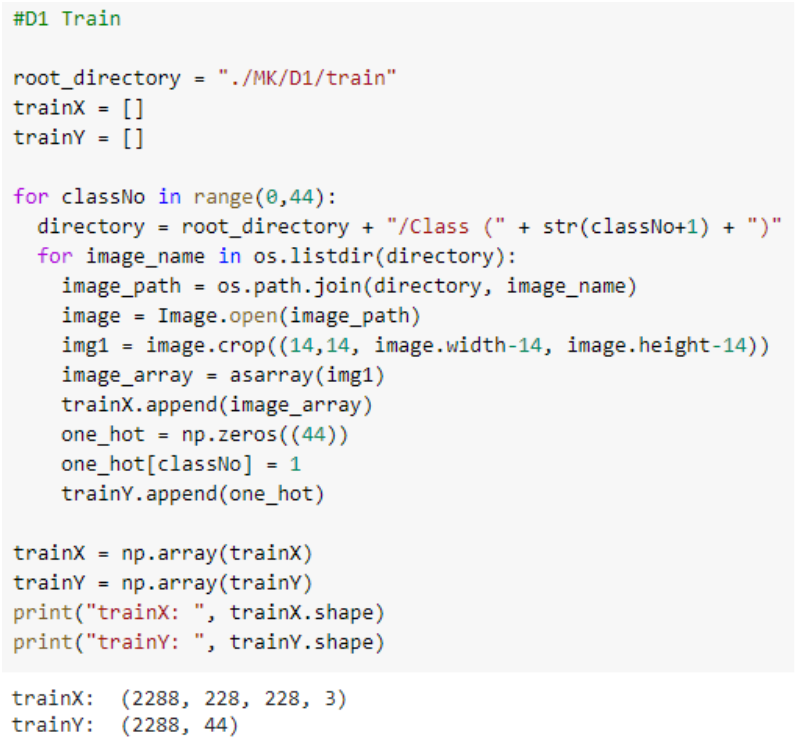 #D1 Train
root_directory = "./MK/D1/train"
trainX = []
trainY = []
for classNo in range(0,44):
  directory = root_directory + "/Class (" + str(classNo+1) + ")"
  for image_name in os.listdir(directory):
    image_path = os.path.join(directory, image_name)
    image = Image.open(image_path)
    img1 = image.crop((14,14, image.width-14, image.height-14))
    image_array = asarray(img1)
    trainX.append(image_array)
    one_hot = np.zeros((44))
    one_hot[classNo] = 1
    trainY.append(one_hot)
trainX = np.array(trainX)
trainY = np.array(trainY)
print("trainX: ", trainX.shape)
print("trainY: ", trainY.shape)
trainX:  (2288, 228, 228, 3)
trainY:  (2288, 44)